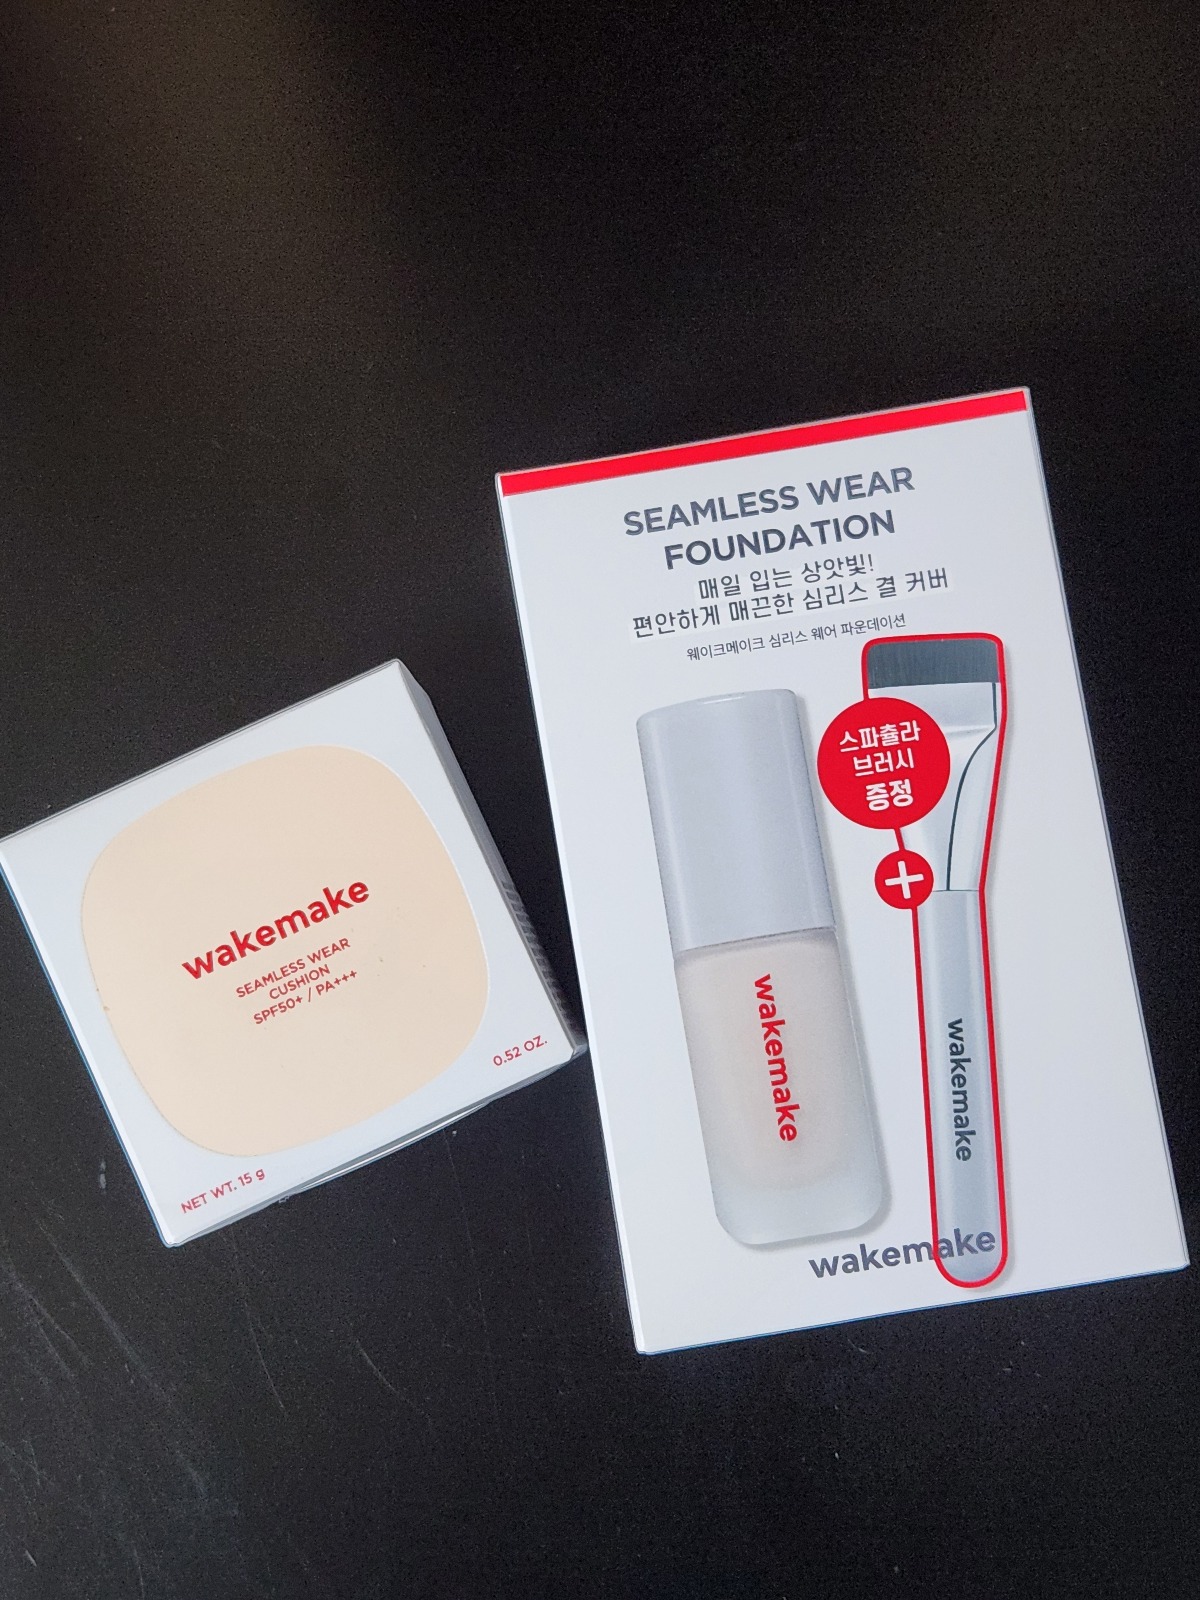 wakemake
SEAMLESS WEAR
CUSHION
SPF50+ / PA+++
0.52 OZ.
NET WT. 15 g
SEAMLESS WEAR
FOUNDATION
매일 입는 상앗빛!
편안하게 매끈한 심리스 결 커버
웨이크메이크 심리스 웨어 파운데이션
스파츌라
브러시
증정
+
wakemake
wakemake
wakemake